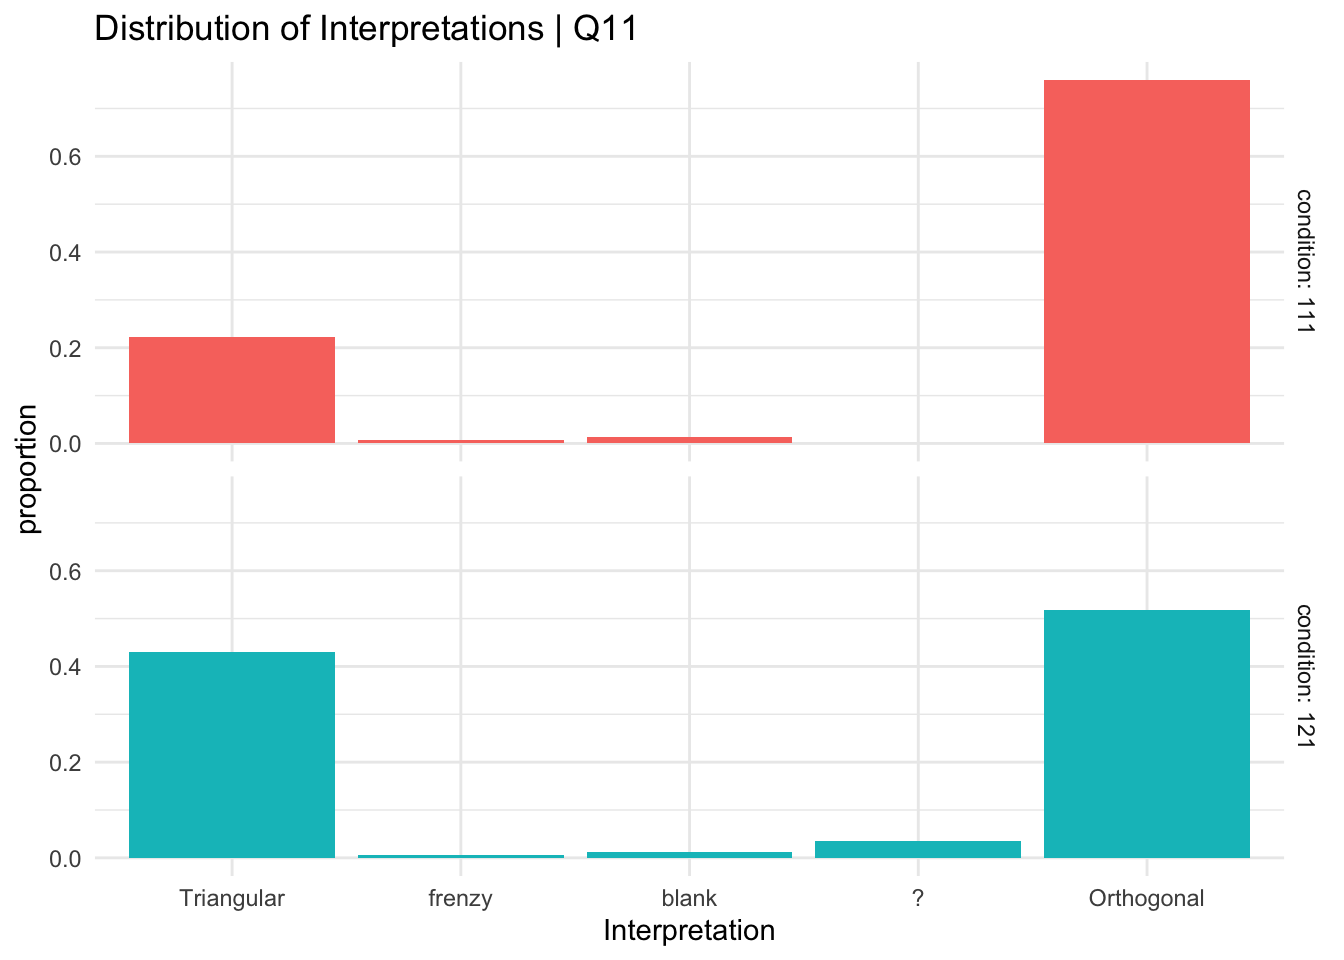 Distribution of Interpretations | Q11
proportion
0.6
0.4
0.2
0.0
condition: 111
0.6
0.4
0.2
0.0
condition: 121
Triangular frenzy blank ? Orthogonal
Interpretation